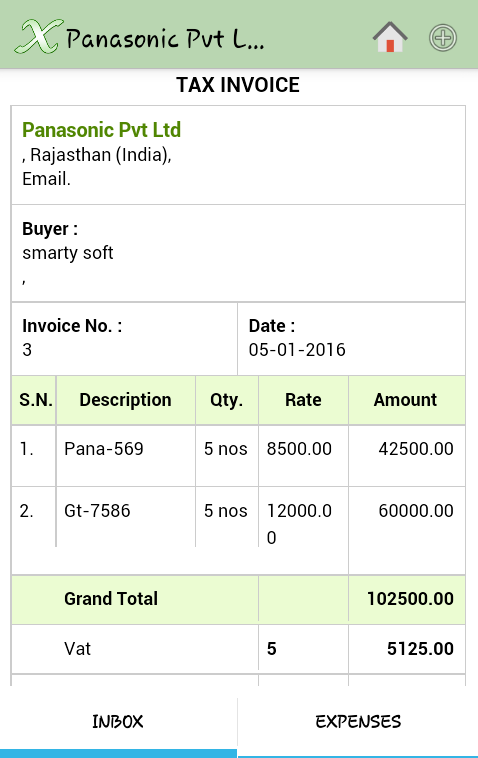 X Panasonic Pvt L...
TAX INVOICE
Panasonic Pvt Ltd
, Rajasthan (India),
Email.
Buyer :
smarty soft
,
Invoice No. : Date :
3 05-01-2016
S.N. Description Qty. Rate Amount
1. Pana-569 5 nos 8500.00 42500.00
2. Gt-7586 5 nos 12000.0 60000.00
0
Grand Total 102500.00
Vat 5 5125.00
INBOX EXPENSES